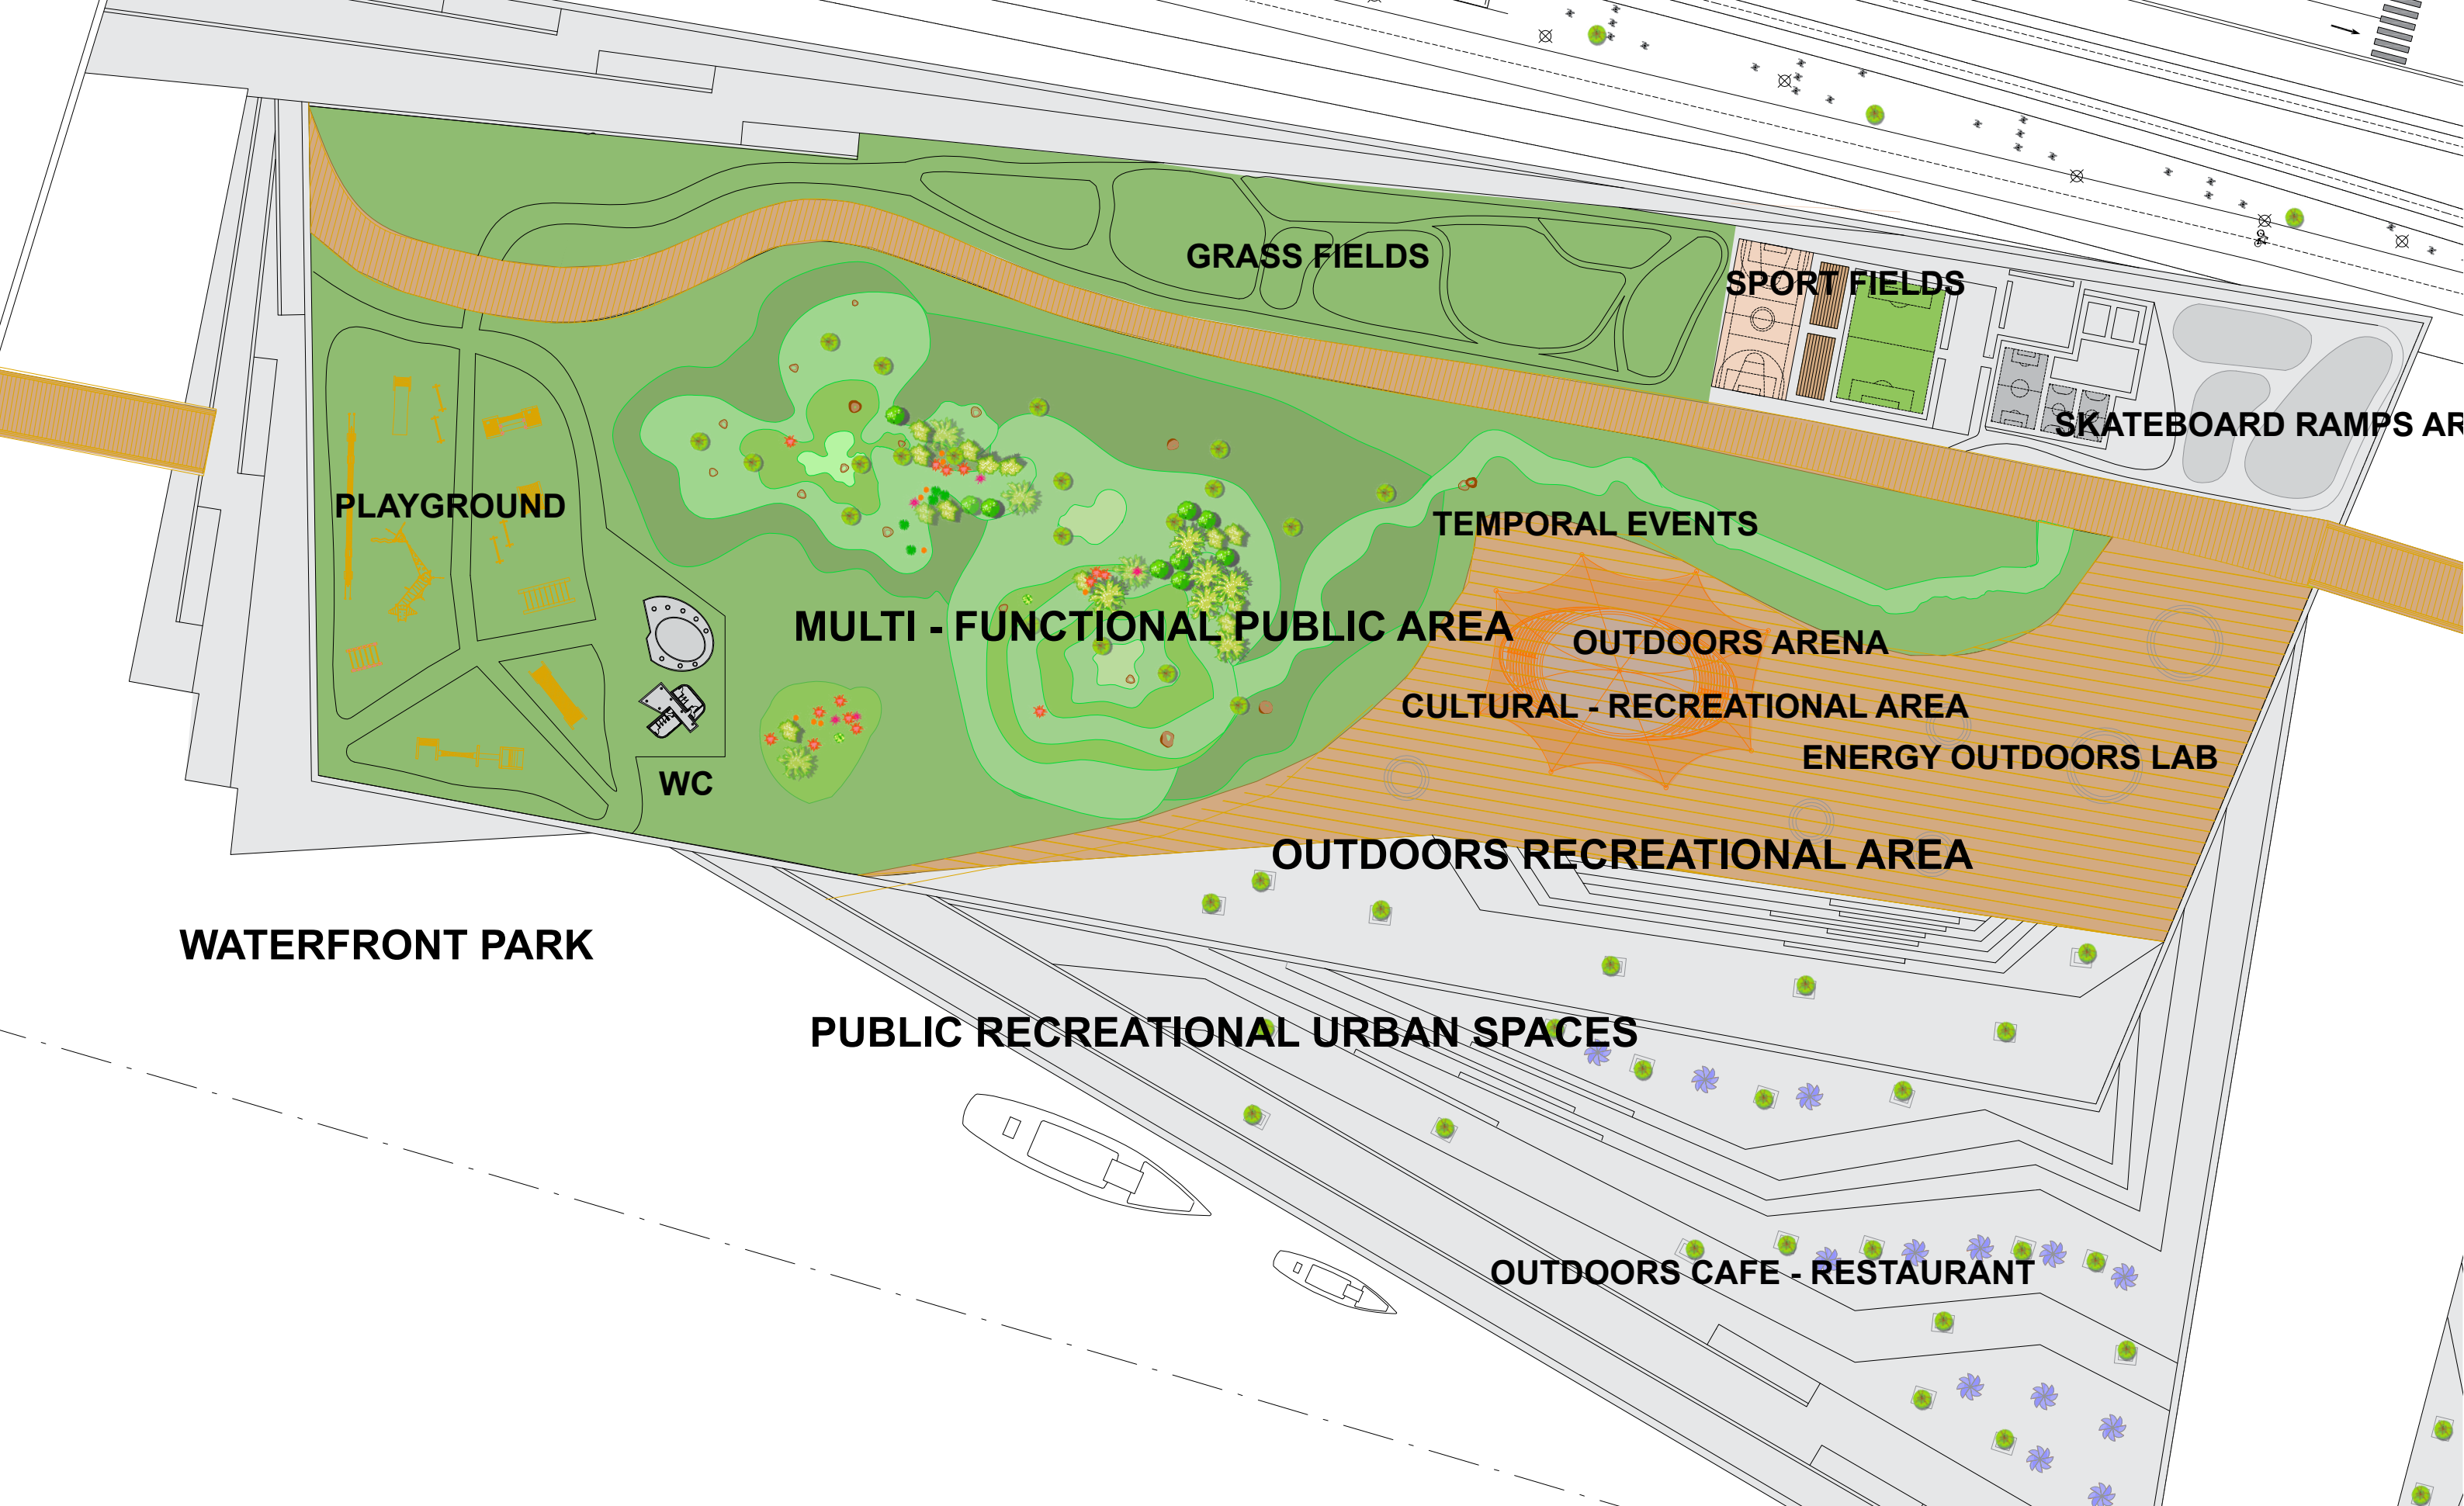 GRASS FIELDS
SPORT FIELDS
SKATEBOARD RAMPS AR
PLAYGROUND
TEMPORAL EVENTS
MULTI - FUNCTIONAL PUBLIC AREA
OUTDOORS ARENA
CULTURAL - RECREATIONAL AREA
ENERGY OUTDOORS LAB
WC
OUTDOORS RECREATIONAL AREA
WATERFRONT PARK
PUBLIC RECREATIONAL URBAN SPACES
OUTDOORS CAFE - RESTAURANT